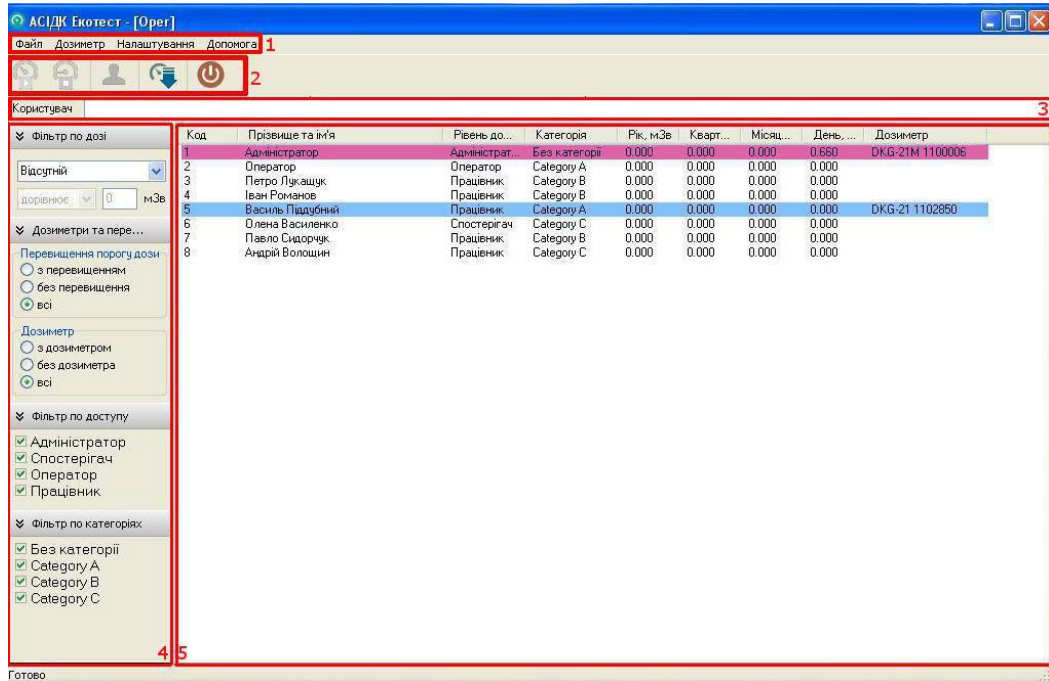 АСІДК Екотест - [Oper]
Файл Дозиметр Налаштування Допомога 1
2
Користувач 3
Фільтр по дозі
Відсутній
дорівнює 0 мЗв
Дозиметри та пере...
Перевищення порогу дози
з перевищенням
без перевищення
всі
Дозиметр
з дозиметром
без дозиметра
всі
Фільтр по доступу
Адміністратор
Спостерігач
Оператор
Працівник
Фільтр по категоріях
Без категорії
Category A
Category B
Category C
4
Код Прізвище та ім'я Рівень до... Категорія Рік, мЗв Кварт... Місяц... День, ... Дозиметр
1 Адміністратор Адміністрат... Без категорії 0.000 0.000 0.000 0.660 DKG-21M 1100006
2 Оператор Оператор Category A 0.000 0.000 0.000 0.000
3 Петро Лукащук Працівник Category B 0.000 0.000 0.000 0.000
4 Іван Романов Працівник Category B 0.000 0.000 0.000 0.000
5 Василь Піддубний Працівник Category A 0.000 0.000 0.000 0.000 DKG-21 1102850
6 Олена Василенко Спостерігач Category C 0.000 0.000 0.000 0.000
7 Павло Сидорчук Працівник Category B 0.000 0.000 0.000 0.000
8 Андрій Волощин Працівник Category C 0.000 0.000 0.000 0.000
5
Готово